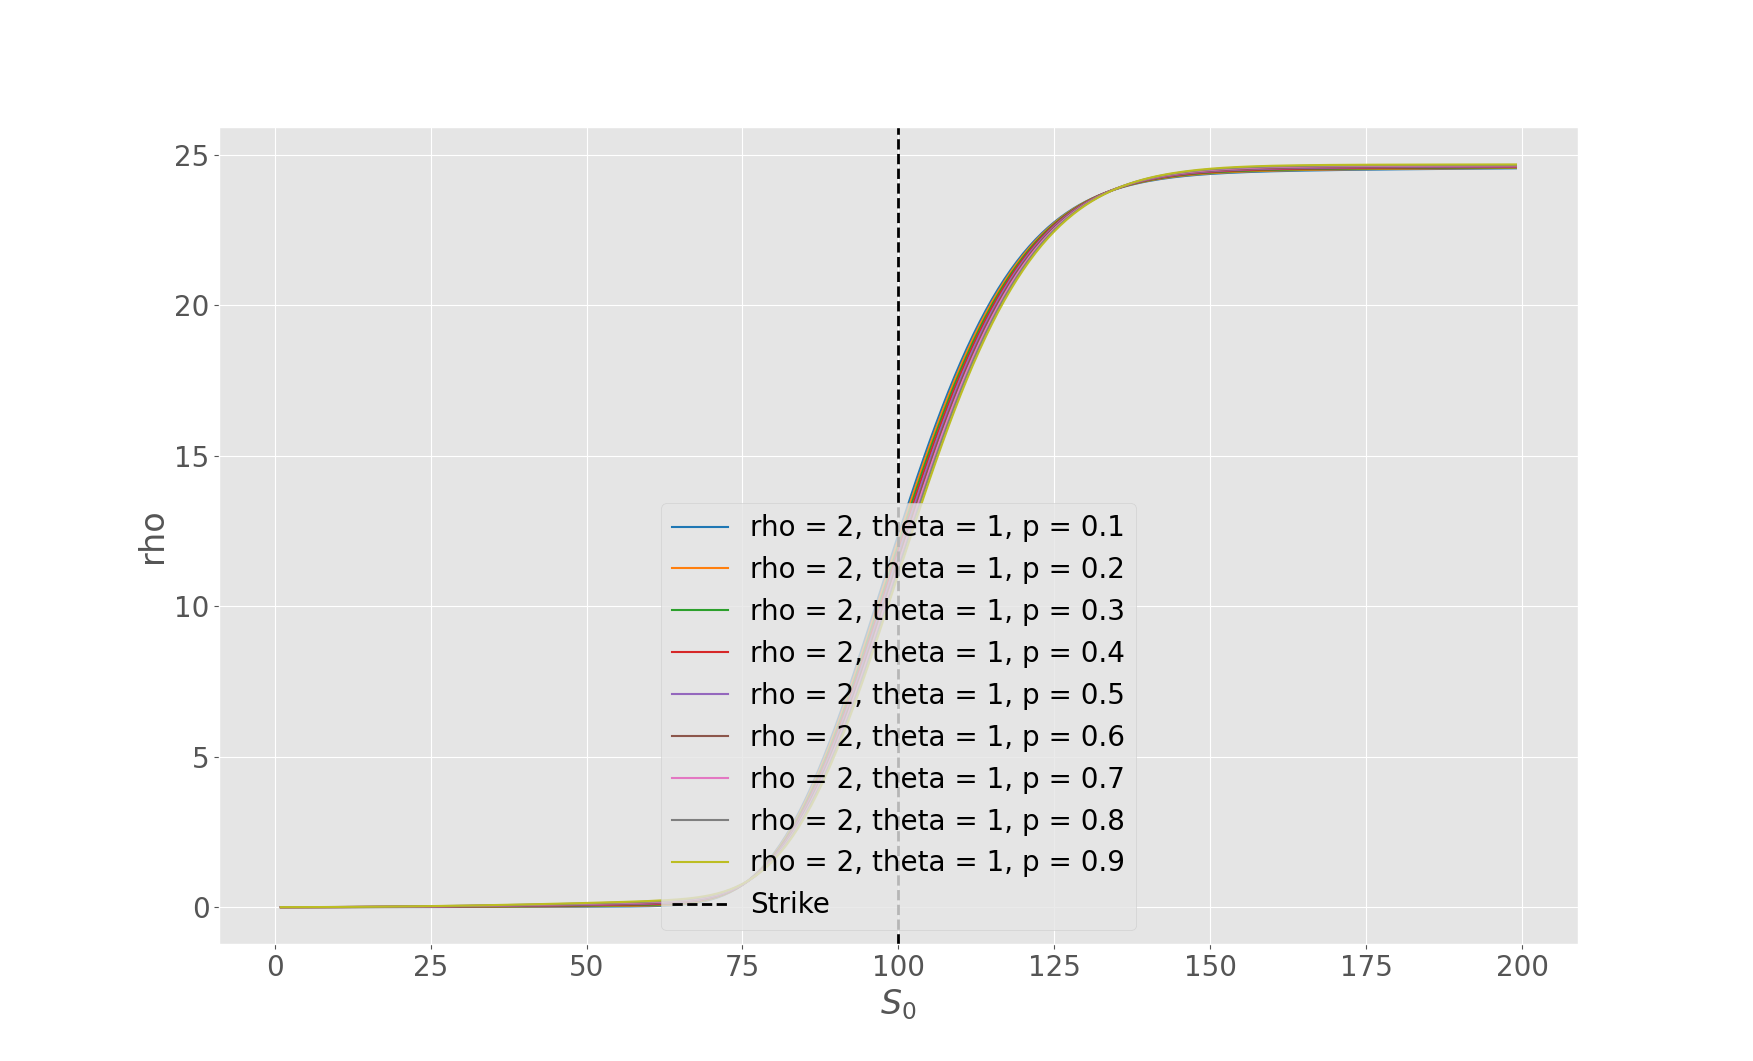 25
20
15
10
5
0
rho
rho = 2, theta = 1, p = 0.1
rho = 2, theta = 1, p = 0.2
rho = 2, theta = 1, p = 0.3
rho = 2, theta = 1, p = 0.4
rho = 2, theta = 1, p = 0.5
rho = 2, theta = 1, p = 0.6
rho = 2, theta = 1, p = 0.7
rho = 2, theta = 1, p = 0.8
rho = 2, theta = 1, p = 0.9
Strike
0 25 50 75 100 125 150 175 200
S₀